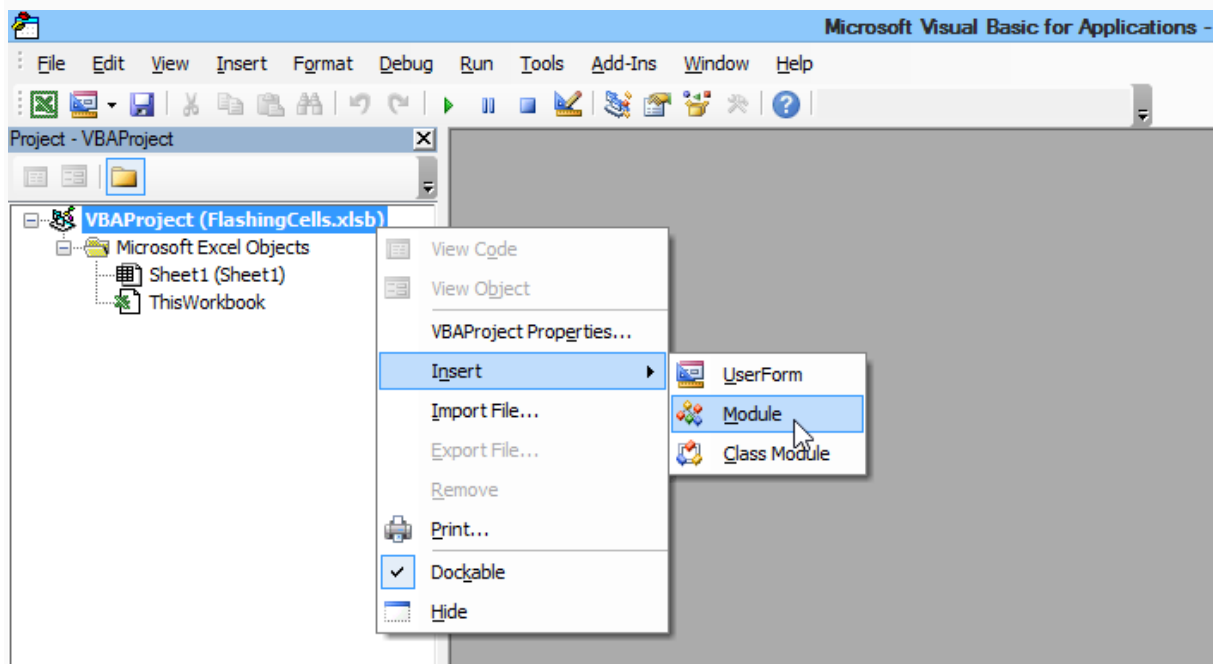 Microsoft Visual Basic for Applications -
File Edit View Insert Format Debug Run Tools Add-Ins Window Help
Project - VBAProject
VBAProject (FlashingCells.xlsb)
Microsoft Excel Objects
Sheet1 (Sheet1)
ThisWorkbook
View Code
View Object
VBAProject Properties...
Insert
Import File...
Export File...
Remove
Print...
Dockable
Hide
UserForm
Module
Class Module